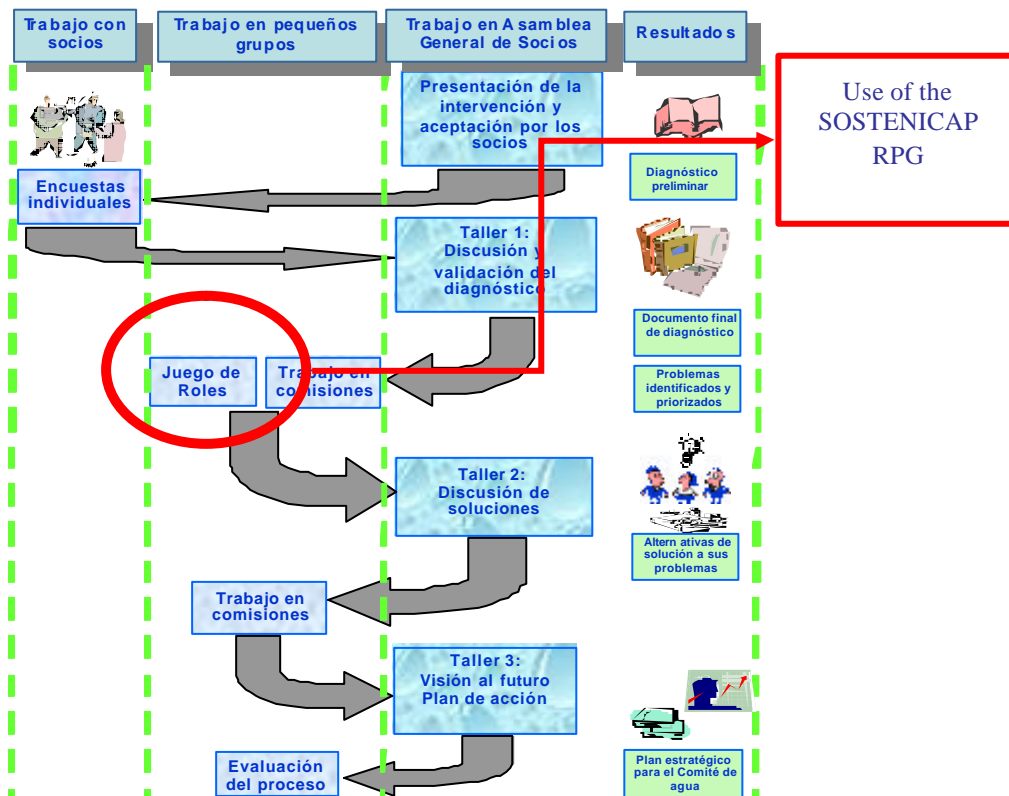 Trabajo con
socios
Trabajo en pequeños
grupos
Trabajo en Asamblea
General de Socios
Resultados
Presentación de la
intervención y
aceptación por los
socios
Use of the
SOSTENICAP
RPG
Diagnóstico
preliminar
Encuestas
individuales
Taller 1:
Discusión y
validación del
diagnóstico
Documento final
de diagnóstico
Juego de
Roles
Trabajo en
comisiones
Problemas
identificados y
priorizados
Taller 2:
Discusión de
soluciones
Alternativas de
solución a sus
problemas
Trabajo en
comisiones
Taller 3:
Visión al futuro
Plan de acción
Evaluación
del proceso
Plan estratégico
para el Comité de
agua